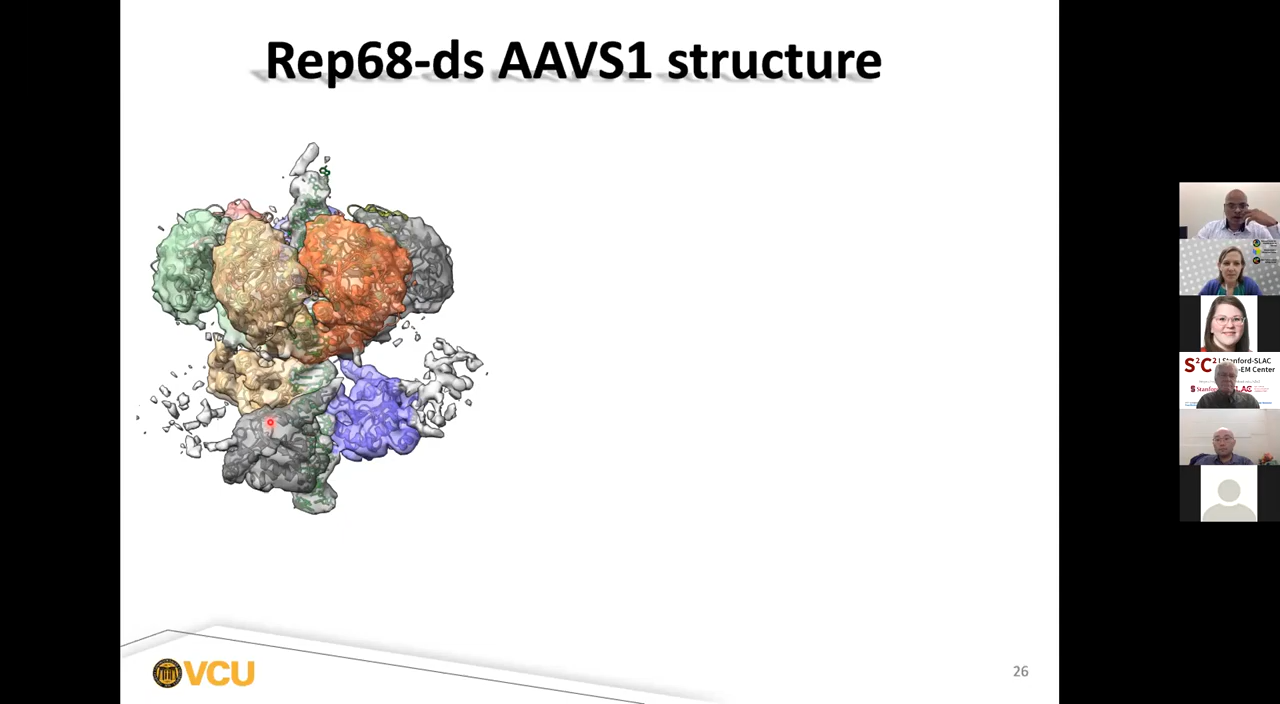 Rep68-ds AAVS1 structure
VCU
26
S²C² | Stanford-SLAC
-EM Center